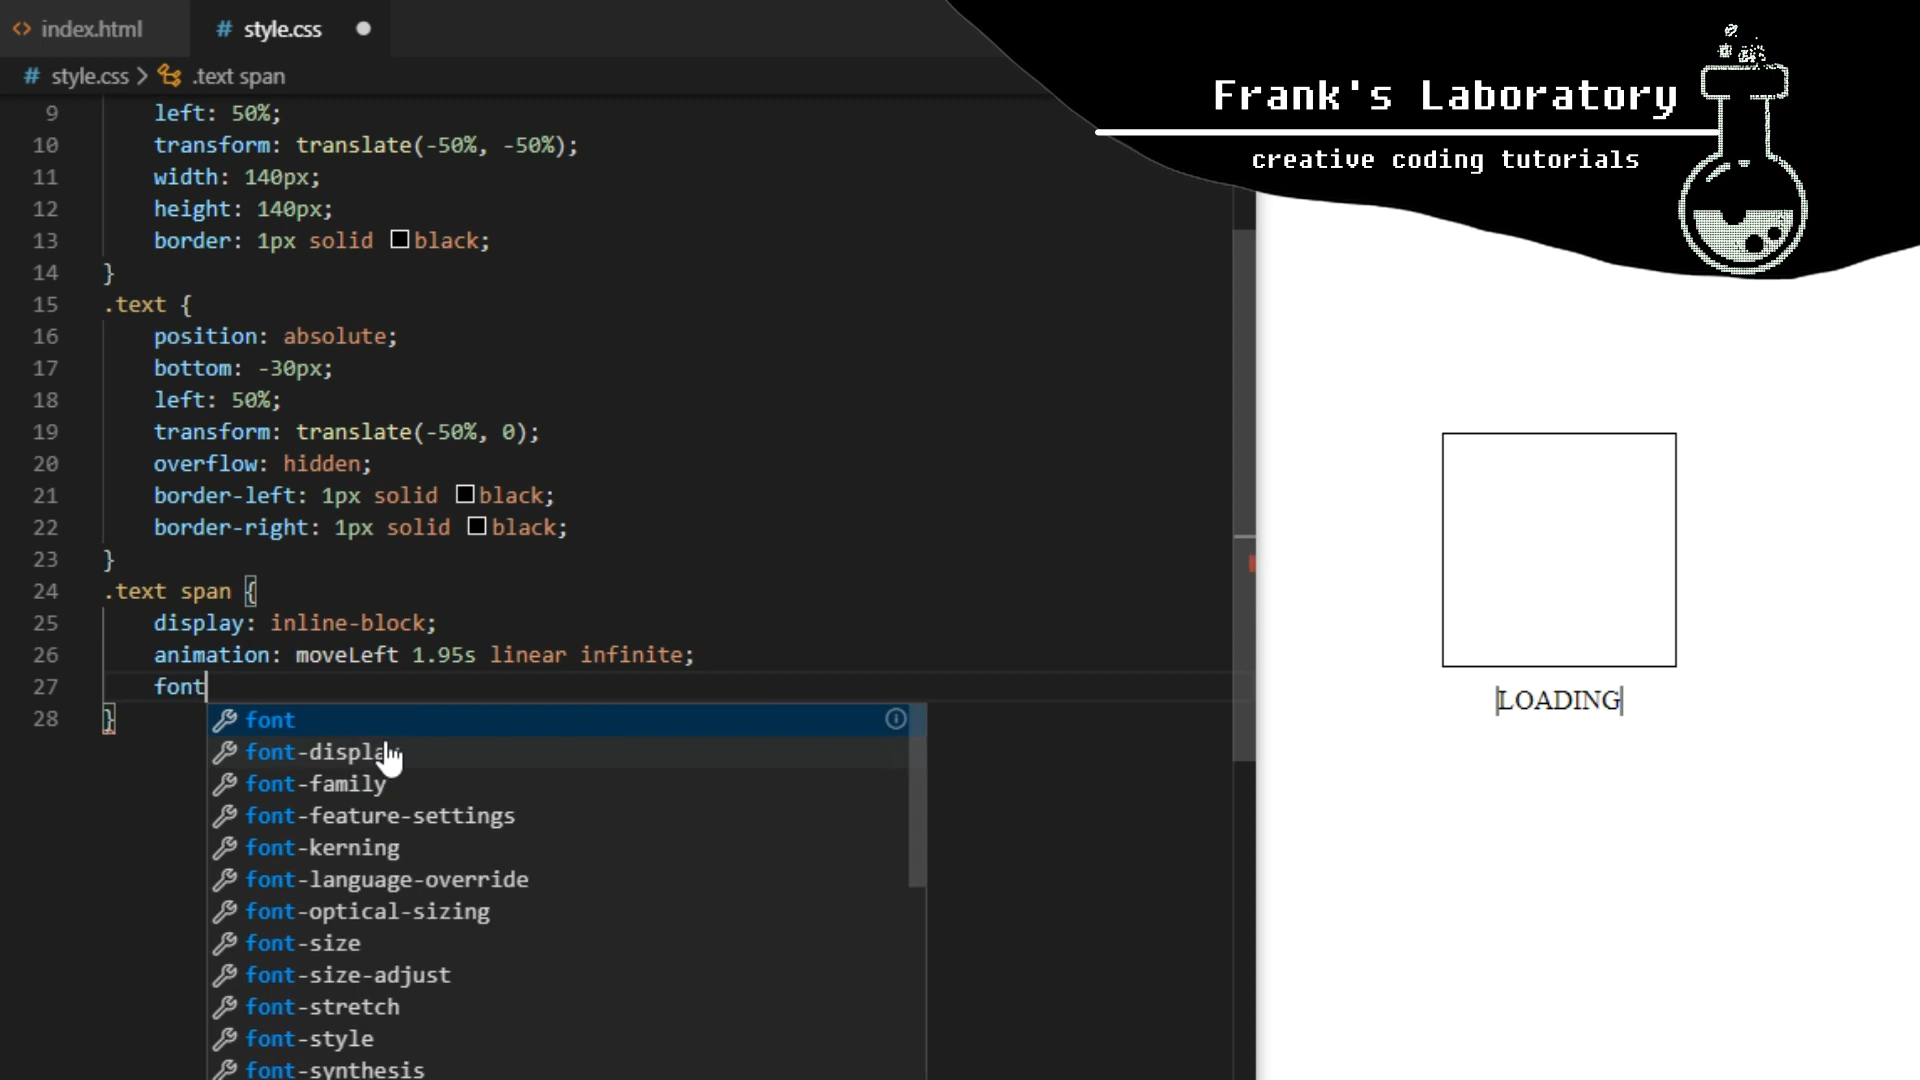 index.html
style.css
style.css > .text span
9 left: 50%;
10 transform: translate(-50%, -50%);
11 width: 140px;
12 height: 140px;
13 border: 1px solid black;
14 }
15 .text {
16 position: absolute;
17 bottom: -30px;
18 left: 50%;
19 transform: translate(-50%, 0);
20 overflow: hidden;
21 border-left: 1px solid black;
22 border-right: 1px solid black;
23 }
24 .text span {
25 display: inline-block;
26 animation: moveLeft 1.95s linear infinite;
27 font
28 }
font
font-display
font-family
font-feature-settings
font-kerning
font-language-override
font-optical-sizing
font-size
font-size-adjust
font-stretch
font-style
font-synthesis
Frank's Laboratory
creative coding tutorials
LOADING